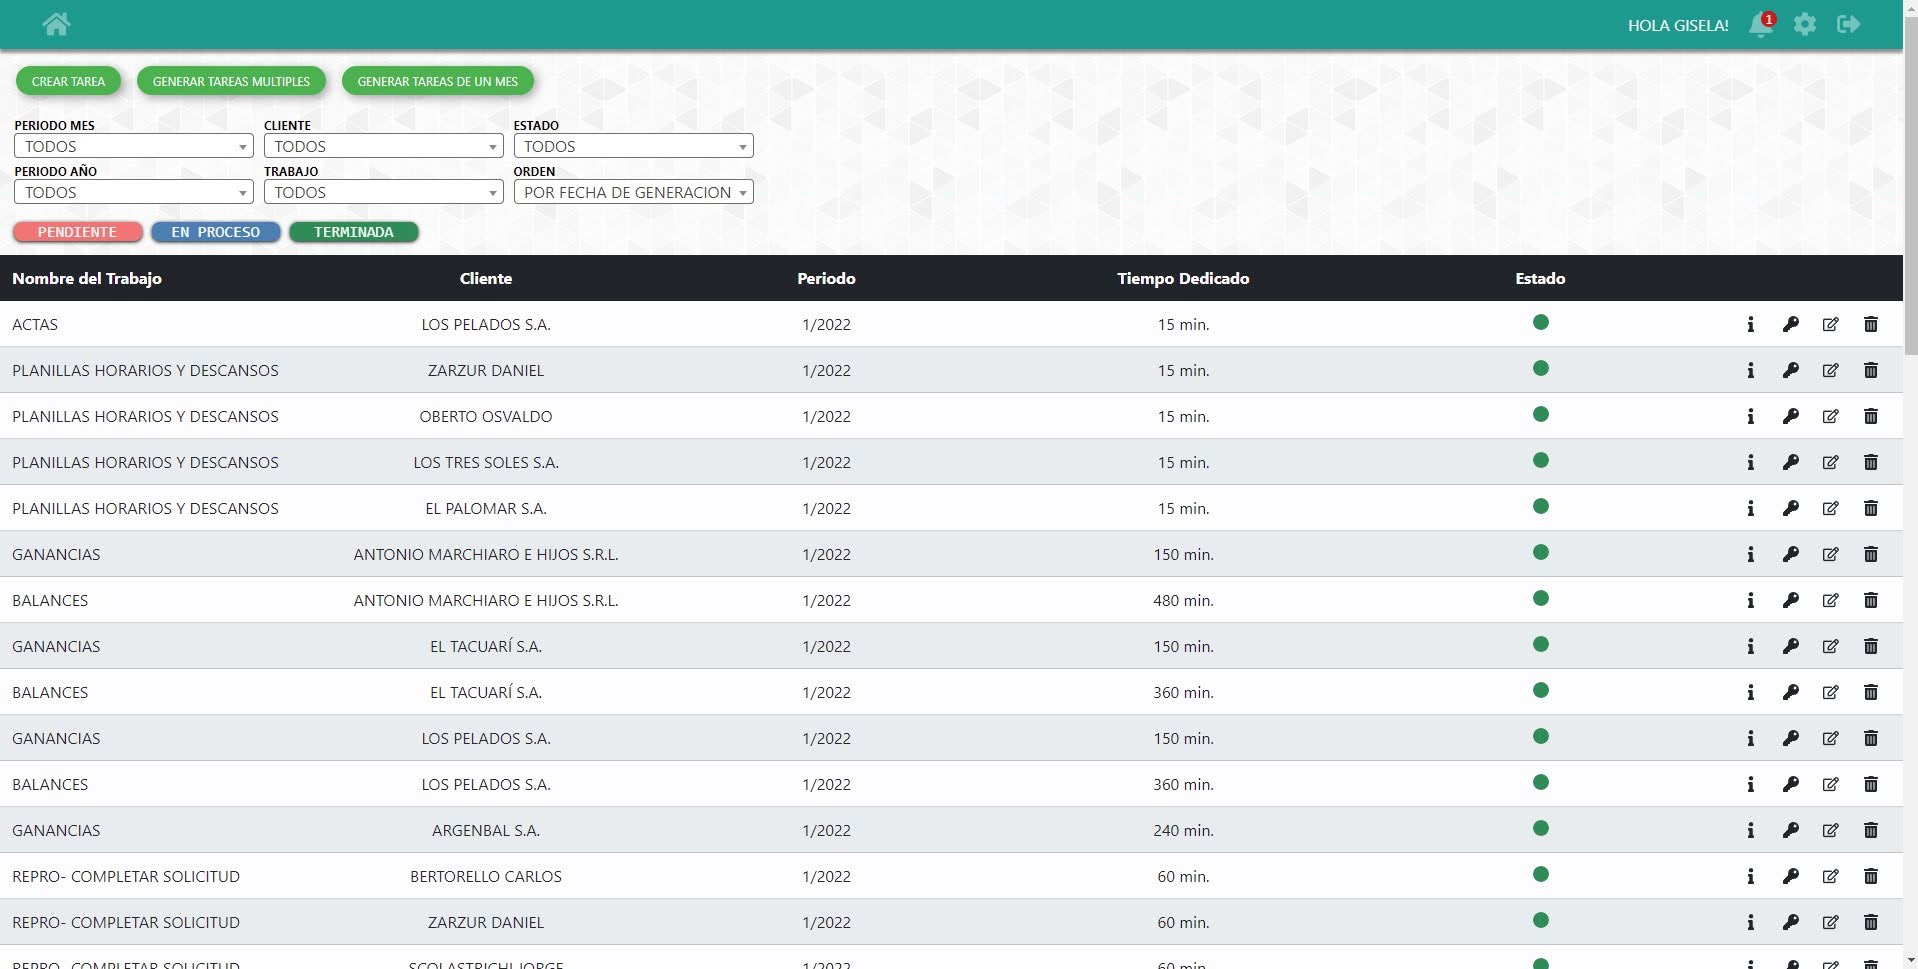 HOLA GISELA! 1
CREAR TAREA GENERAR TAREAS MULTIPLES GENERAR TAREAS DE UN MES
PERIODO MES CLIENTE ESTADO
TODOS TODOS TODOS
PERIODO AÑO TRABAJO ORDEN
TODOS TODOS POR FECHA DE GENERACION
PENDIENTE EN PROCESO TERMINADA
Nombre del Trabajo Cliente Periodo Tiempo Dedicado Estado
ACTAS LOS PELADOS S.A. 1/2022 15 min.
PLANILLAS HORARIOS Y DESCANSOS ZARZUR DANIEL 1/2022 15 min.
PLANILLAS HORARIOS Y DESCANSOS OBERTO OSVALDO 1/2022 15 min.
PLANILLAS HORARIOS Y DESCANSOS LOS TRES SOLES S.A. 1/2022 15 min.
PLANILLAS HORARIOS Y DESCANSOS EL PALOMAR S.A. 1/2022 15 min.
GANANCIAS ANTONIO MARCHIARO E HIJOS S.R.L. 1/2022 150 min.
BALANCES ANTONIO MARCHIARO E HIJOS S.R.L. 1/2022 480 min.
GANANCIAS EL TACUARÍ S.A. 1/2022 150 min.
BALANCES EL TACUARÍ S.A. 1/2022 360 min.
GANANCIAS LOS PELADOS S.A. 1/2022 150 min.
BALANCES LOS PELADOS S.A. 1/2022 360 min.
GANANCIAS ARGENBAL S.A. 1/2022 240 min.
REPRO- COMPLETAR SOLICITUD BERTORELLO CARLOS 1/2022 60 min.
REPRO- COMPLETAR SOLICITUD ZARZUR DANIEL 1/2022 60 min.
REPRO- COMPLETAR SOLICITUD SCOLASTRICHI JORGE 1/2022 60 min.